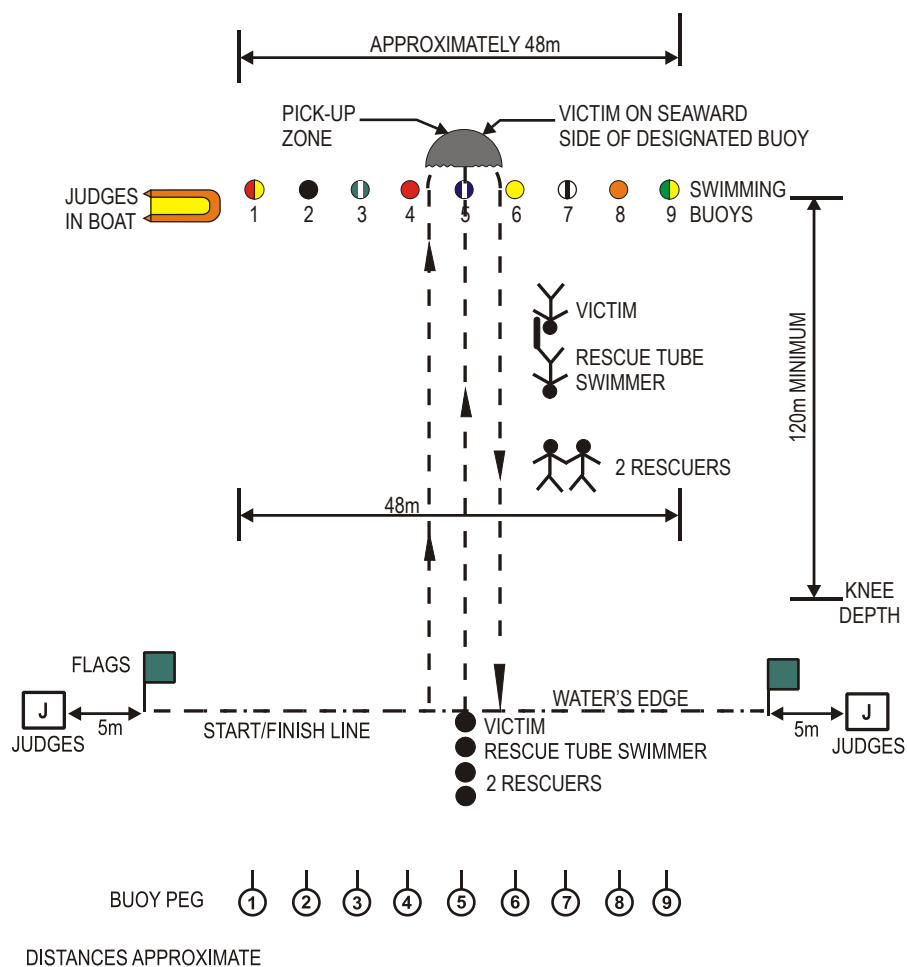 APPROXIMATELY 48m
PICK-UP
ZONE
VICTIM ON SEAWARD
SIDE OF DESIGNATED BUOY
JUDGES
IN BOAT
1 2 3 4 5 6 7 8 9
SWIMMING
BUOYS
VICTIM
RESCUE TUBE
SWIMMER
120m MINIMUM
2 RESCUERS
48m
KNEE
DEPTH
FLAGS
J
JUDGES
5m
START/FINISH LINE
WATER'S EDGE
5m
J
JUDGES
VICTIM
RESCUE TUBE SWIMMER
2 RESCUERS
BUOY PEG
1 2 3 4 5 6 7 8 9
DISTANCES APPROXIMATE